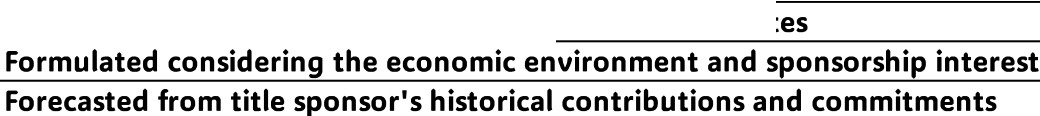 Formulated considering the economic environment and sponsorship interest
Forecasted from title sponsor's historical contributions and commitments